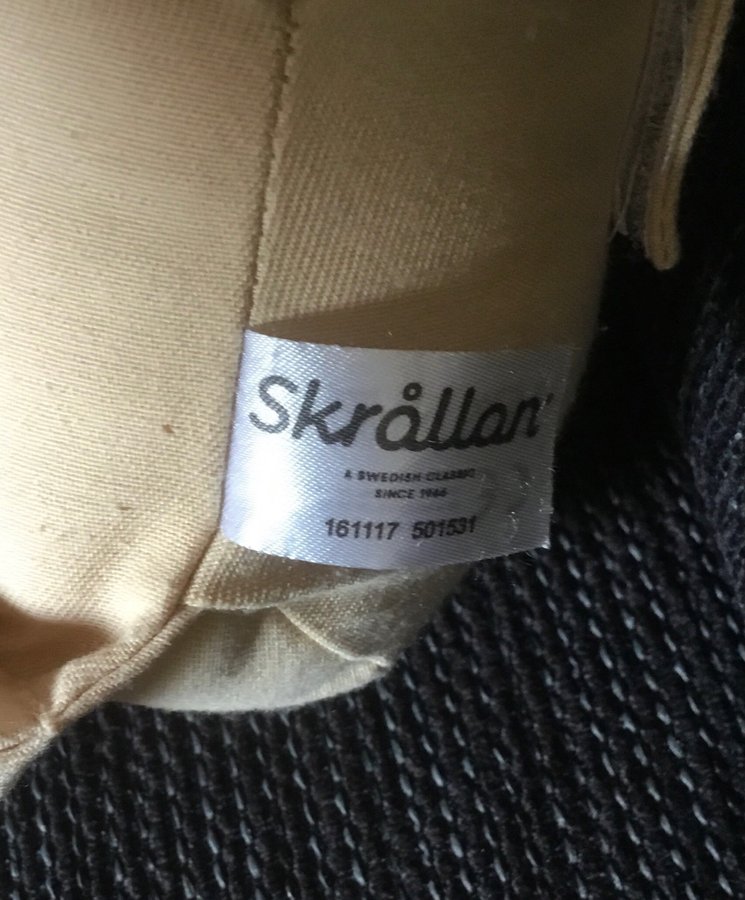 Skrållan'
A SWEDISH CLASSIC
SINCE 1966
161117 501531